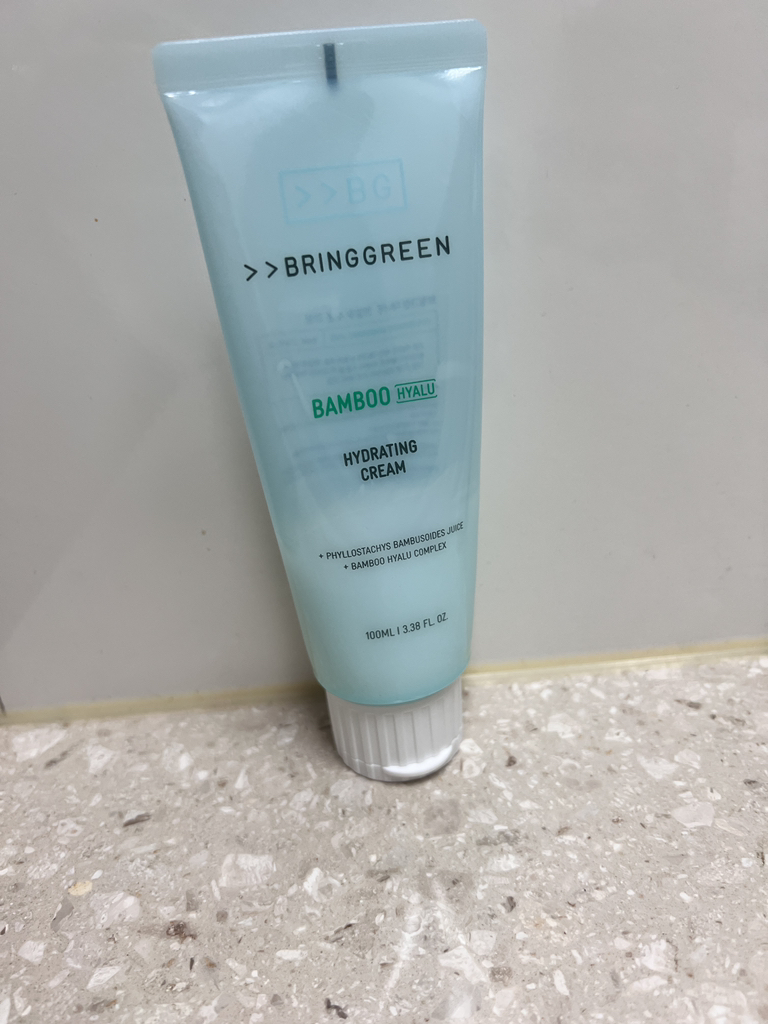 >>BG
>>BRINGGREEN
BAMBOO HYALU
HYDRATING
CREAM
+ PHYLLOSTACHYS BAMBUSOIDES JUICE
+ BAMBOO HYALU COMPLEX
100ML I 3.38 FL. OZ.